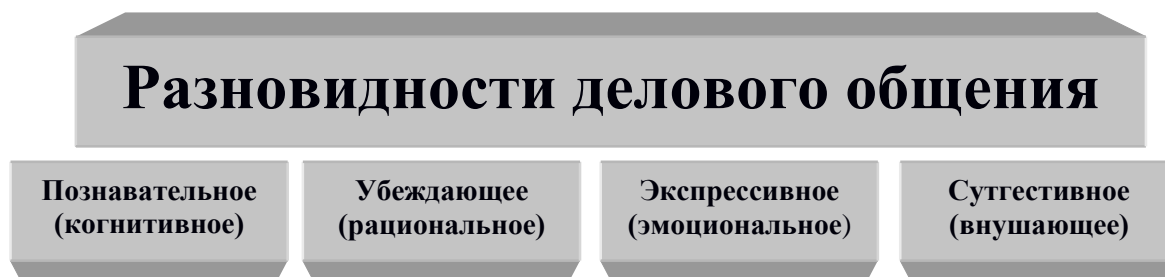 Разновидности делового общения
Познавательное
(когнитивное)
Убеждающее
(рациональное)
Экспрессивное
(эмоциональное)
Сутгестивное
(внушающее)